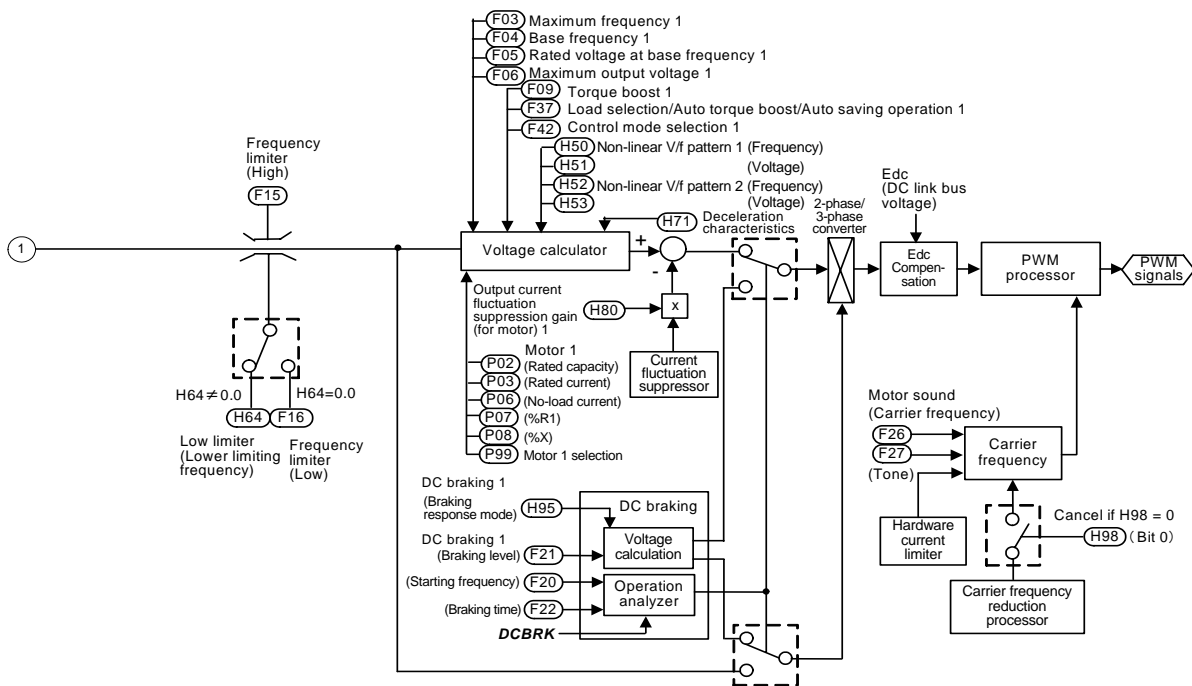 F03 Maximum frequency 1
F04 Base frequency 1
F05 Rated voltage at base frequency 1
F06 Maximum output voltage 1
F09 Torque boost 1
F37 Load selection/Auto torque boost/Auto saving operation 1
F42 Control mode selection 1
H50 Non-linear V/f pattern 1 (Frequency)
H51 (Voltage)
H52 Non-linear V/f pattern 2 (Frequency)
H53 (Voltage)
H71 Deceleration
characteristics
Frequency
limiter
(High)
F15
1
Voltage calculator
+
-
2-phase/
3-phase
converter
Edc
(DC link bus
voltage)
Edc
Compen-
sation
PWM
processor
PWM
signals
Output current
fluctuation
suppression gain
(for motor) 1
H80
x
Current
fluctuation
suppressor
H64≠0.0
H64=0.0
H64
F16
Low limiter
(Lower limiting
frequency)
Frequency
limiter
(Low)
Motor 1
P02 (Rated capacity)
P03 (Rated current)
P06 (No-load current)
P07 (%R1)
P08 (%X)
P99 Motor 1 selection
Motor sound
(Carrier frequency)
F26
F27
(Tone)
Carrier
frequency
Hardware
current
limiter
Cancel if H98 = 0
H98 (Bit 0)
Carrier frequency
reduction
processor
DC braking 1
(Braking
response mode)
H95
DC braking
Voltage
calculation
DC braking 1
(Braking level)
F21
(Starting frequency)
F20
Operation
analyzer
(Braking time)
F22
DCBRK